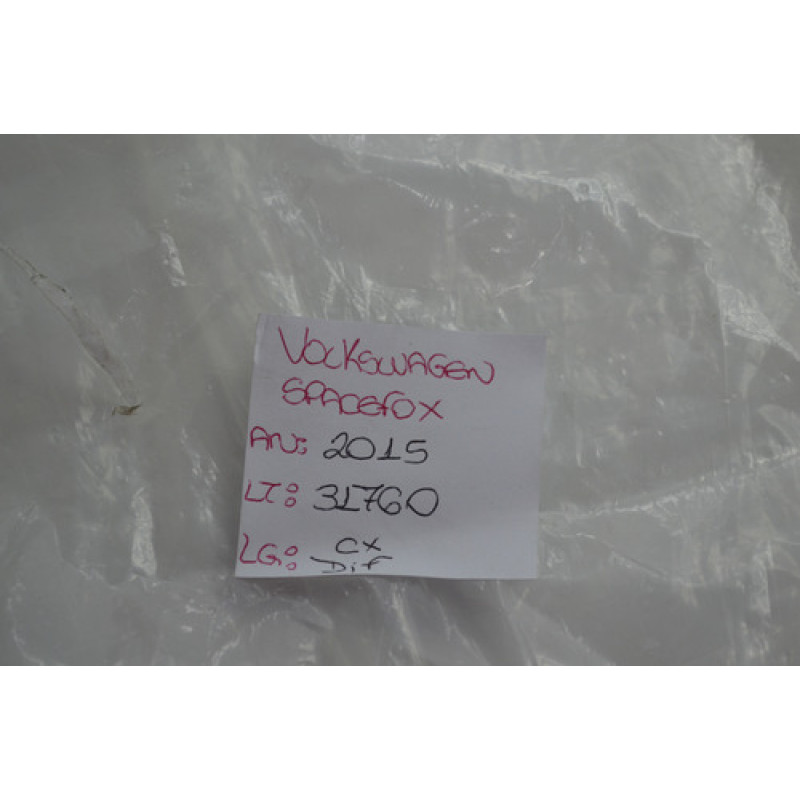 VOLKSWAGEN
SPACEFOX
AN: 2015
LT: 31760
LG: CX
Dif